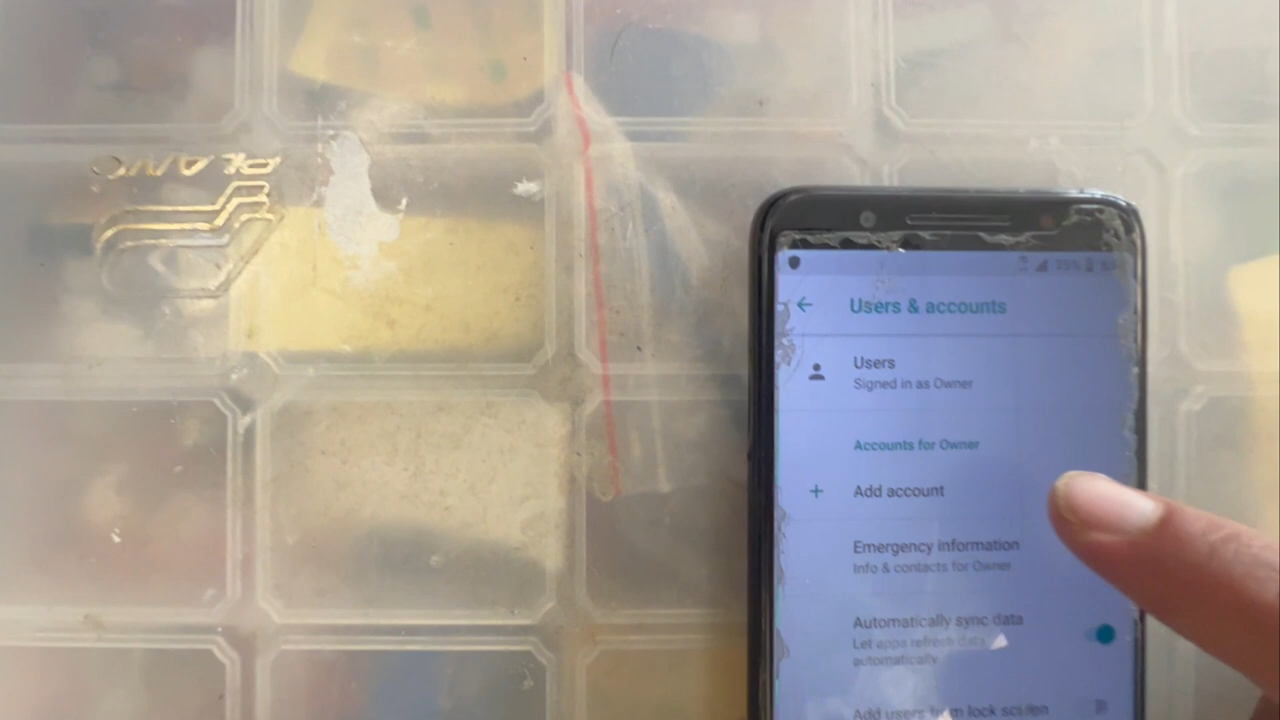 PLANO
75%
Users & accounts
Users
Signed in as Owner
Accounts for Owner
Add account
Emergency information
Info & contacts for Owner
Automatically sync data
Let apps refresh data
automatically
Add users from lock screen